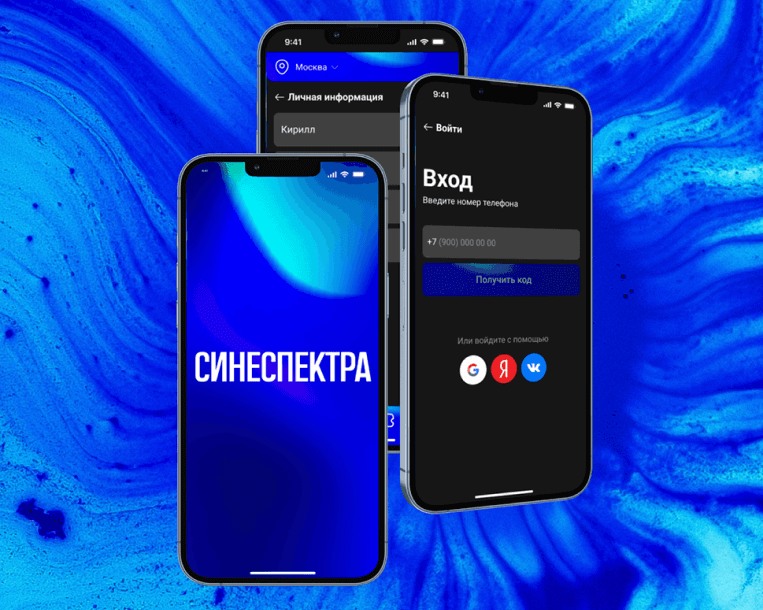 9:41
Москва
← Личная информация
Кирилл
СИНЕСПЕКТРА
9:41
← Войти
Вход
Введите номер телефона
+7 (900) 000 00 00
Получить код
Или войдите с помощью
G
Я